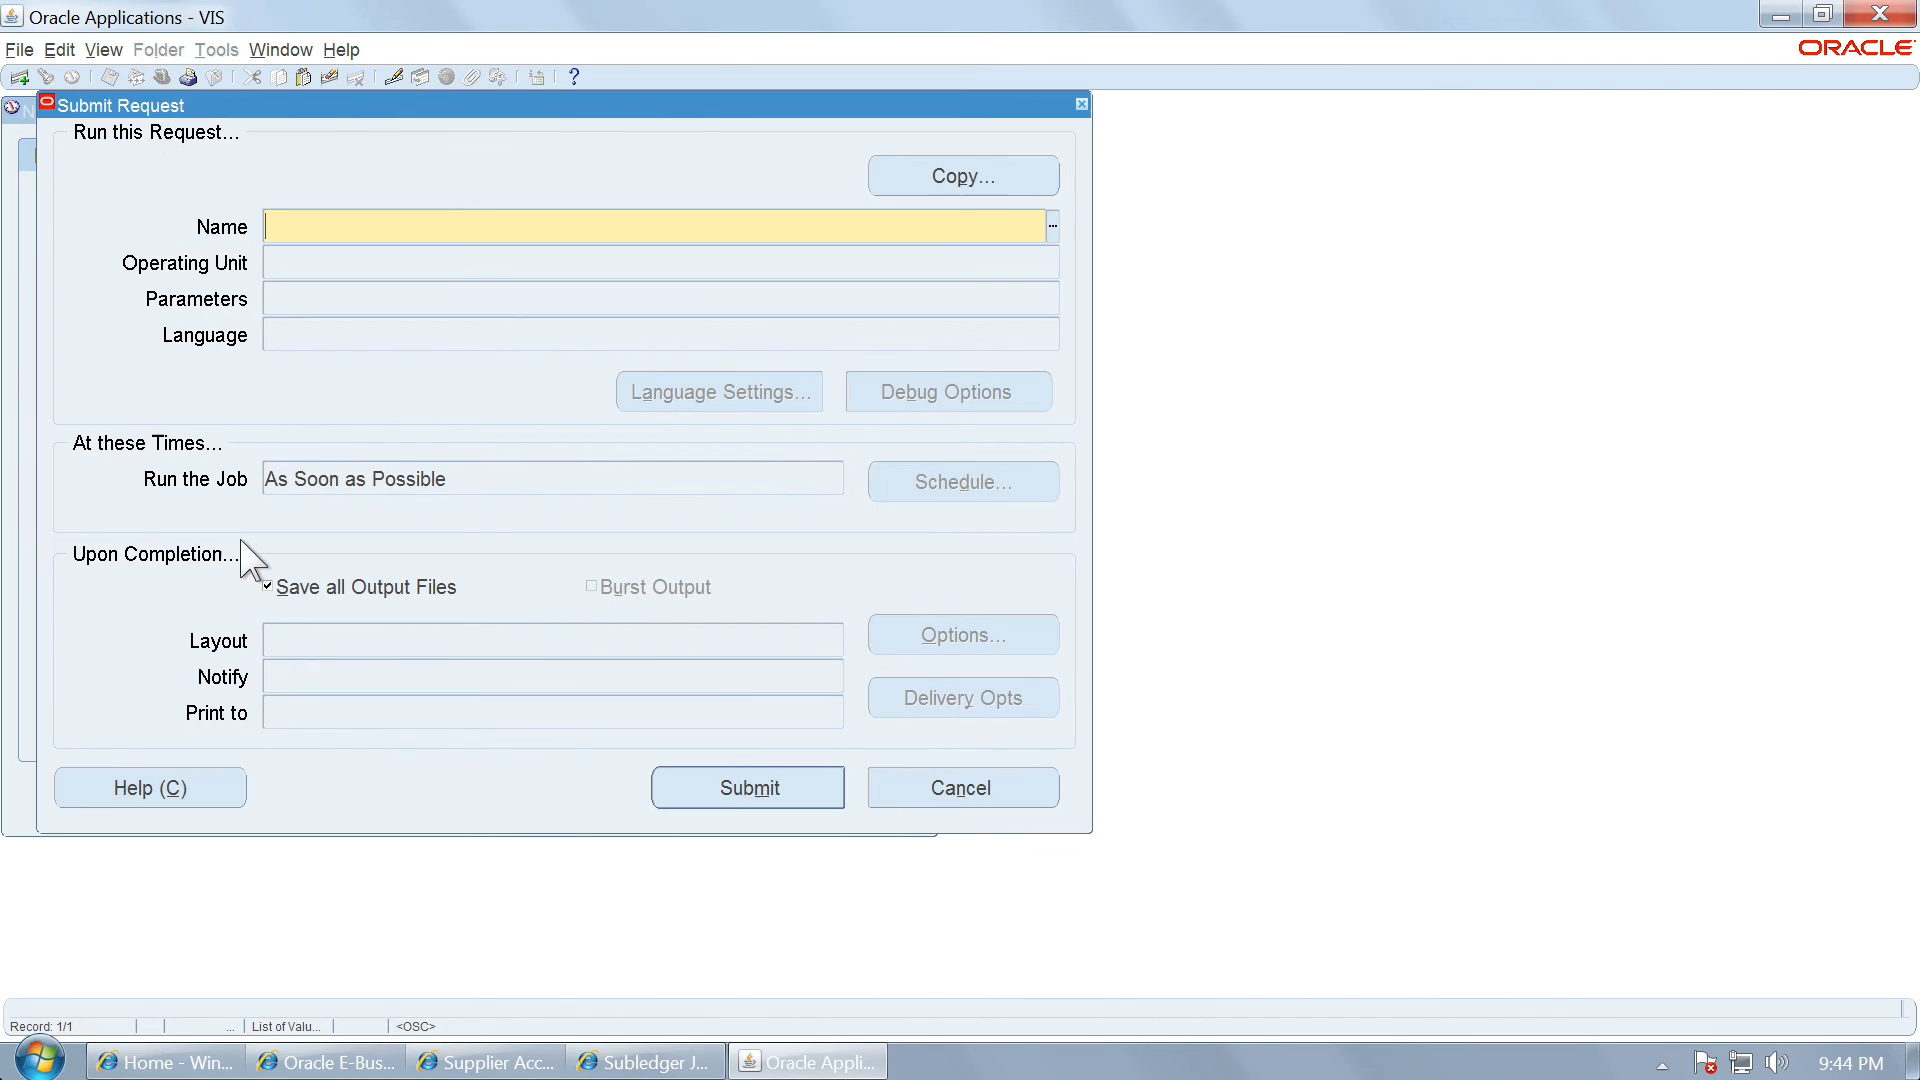 Oracle Applications - VIS
File Edit View Folder Tools Window Help
ORACLE
Submit Request
Run this Request...
Copy...
Name
Operating Unit
Parameters
Language
Language Settings...
Debug Options
At these Times...
Run the Job As Soon as Possible
Schedule...
Upon Completion...
Save all Output Files
Burst Output
Layout
Options...
Notify
Delivery Opts
Print to
Help (C)
Submit
Cancel
Record: 1/1 ... List of Valu... <OSC>
Home - Win... Oracle E-Bus... Supplier Acc... Subledger J... Oracle Appli... 9:44 PM